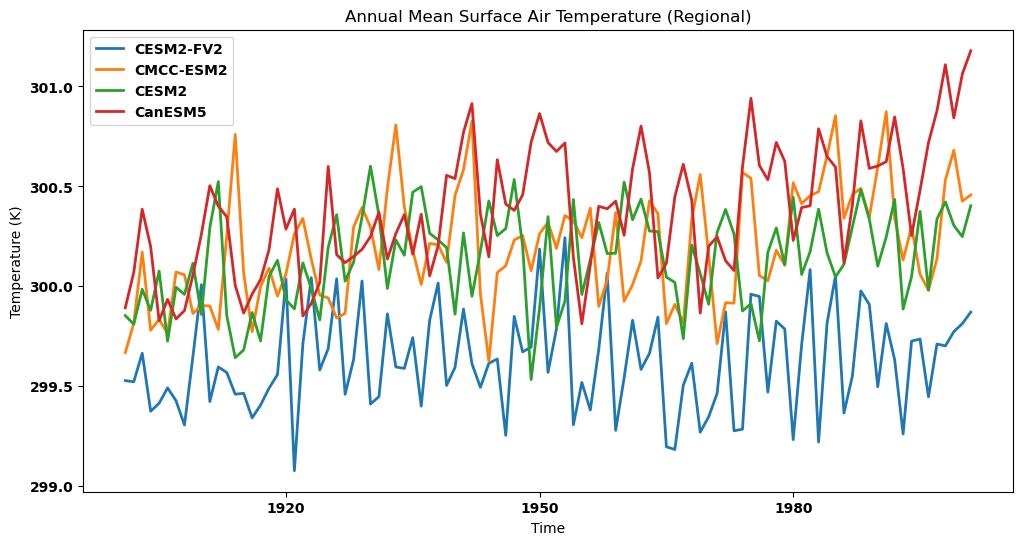 Annual Mean Surface Air Temperature (Regional)
CESM2-FV2
CMCC-ESM2
CESM2
CanESM5
Temperature (K)
301.0
300.5
300.0
299.5
299.0
1920
1950
1980
Time